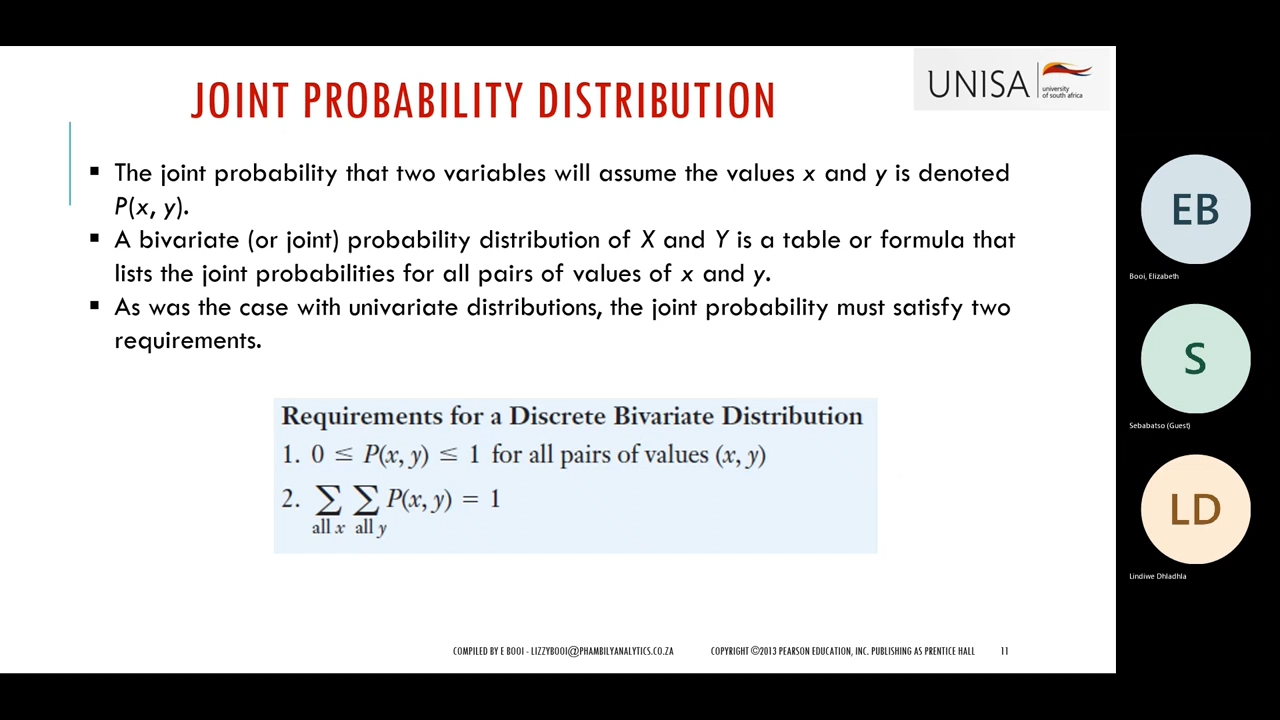 JOINT PROBABILITY DISTRIBUTION
UNISA
university
of south africa
▪ The joint probability that two variables will assume the values x and y is denoted
P(x, y).
▪ A bivariate (or joint) probability distribution of X and Y is a table or formula that
lists the joint probabilities for all pairs of values of x and y.
▪ As was the case with univariate distributions, the joint probability must satisfy two
requirements.
Requirements for a Discrete Bivariate Distribution
1. 0 ≤ P(x, y) ≤ 1 for all pairs of values (x, y)
2. ∑ ∑ P(x, y) = 1
all x all y
COMPILED BY E BOOI - LIZZYBOOI@PHAMBILYANALYTICS.CO.ZA COPYRIGHT ©2013 PEARSON EDUCATION, INC. PUBLISHING AS PRENTICE HALL 11
EB
Booi, Elizabeth
S
Sebabatso (Guest)
LD
Lindiwe Dhladhla